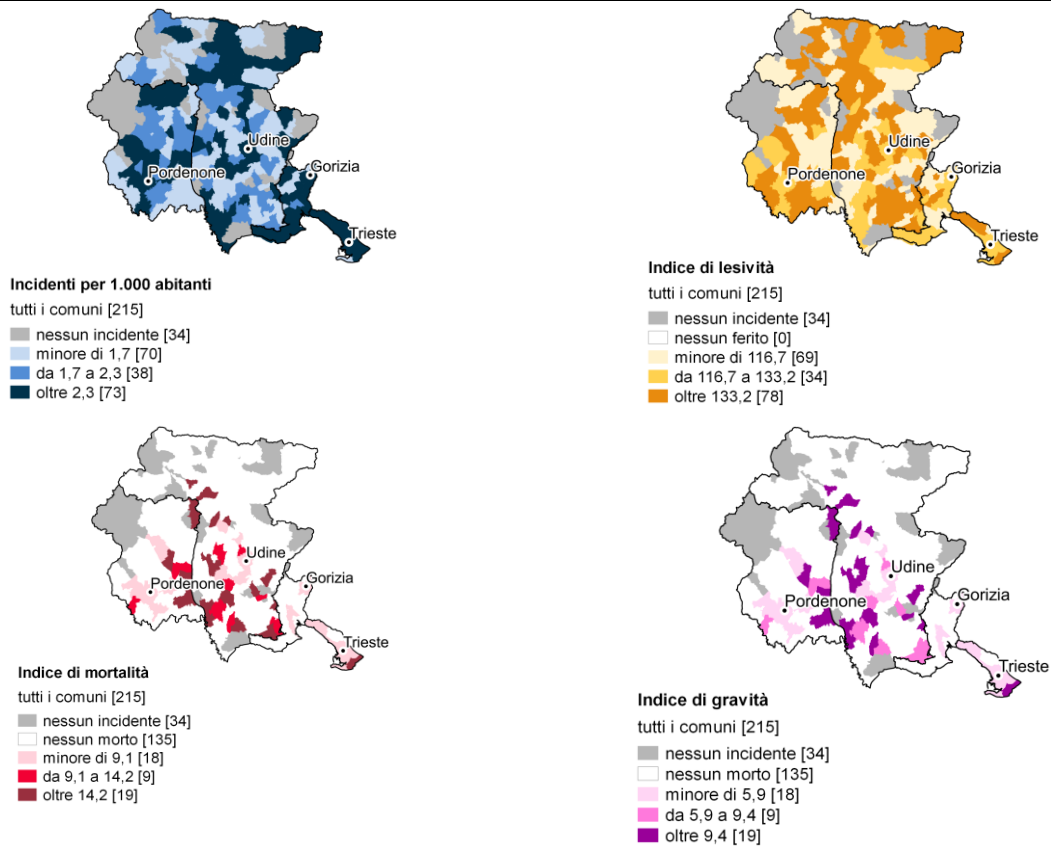 Udine
Gorizia
Pordenone
Trieste
Incidenti per 1.000 abitanti
tutti i comuni [215]
nessun incidente [34]
minore di 1,7 [70]
da 1,7 a 2,3 [38]
oltre 2,3 [73]
Udine
Gorizia
Pordenone
Trieste
Indice di lesività
tutti i comuni [215]
nessun incidente [34]
nessun ferito [0]
minore di 116,7 [69]
da 116,7 a 133,2 [34]
oltre 133,2 [78]
Udine
Gorizia
Pordenone
Trieste
Indice di mortalità
tutti i comuni [215]
nessun incidente [34]
nessun morto [135]
minore di 9,1 [18]
da 9,1 a 14,2 [9]
oltre 14,2 [19]
Udine
Gorizia
Pordenone
Trieste
Indice di gravità
tutti i comuni [215]
nessun incidente [34]
nessun morto [135]
minore di 5,9 [18]
da 5,9 a 9,4 [9]
oltre 9,4 [19]